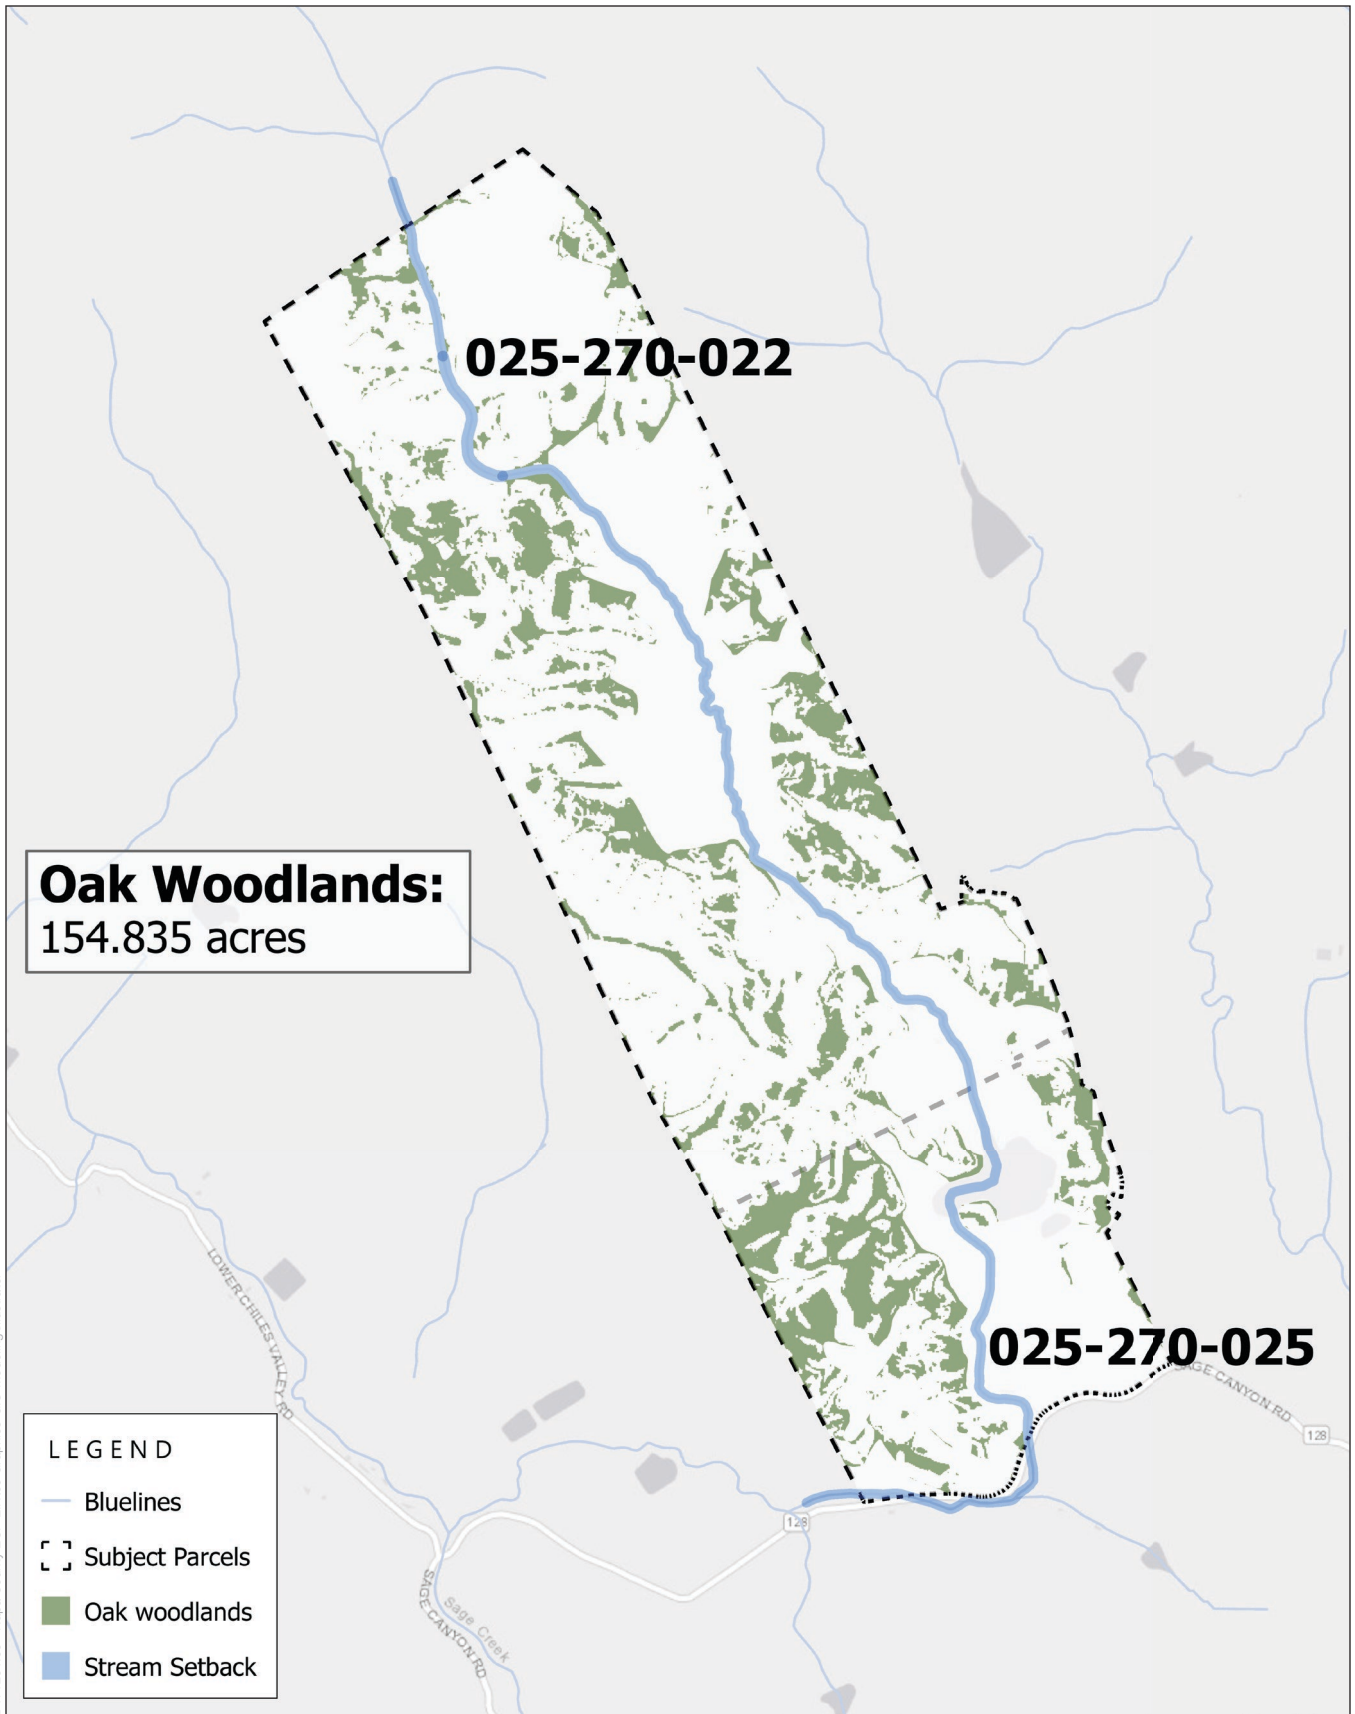 025-270-022
Oak Woodlands:
154.835 acres
025-270-025
LOWER CHILES VALLEY RD
SAGE CANYON RD
128
128
SAGE CANYON RD
Sage Creek
LEGEND
Bluelines
Subject Parcels
Oak woodlands
Stream Setback